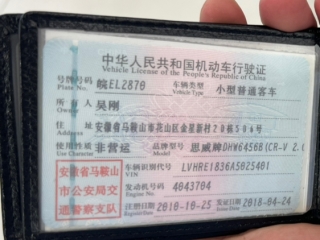 中华人民共和国机动车行驶证
Vehicle License of the People's Republic of China
号牌号码 皖EL2870 车辆类型 小型普通客车
Plate No. Vehicle Type
所有人 吴刚
Owner
住址 安徽省马鞍山市花山区金星新村20栋506号
Address
使用性质 非营运 品牌型号 思威牌DHW6456B(CR-V 2.
Use Character Model
安徽省马鞍山市公安局交通警察支队
车辆识别代号 LVHRE1836A5025401
VIN
发动机号码 4043704
Engine No.
注册日期 2010-10-25 发证日期 2018-04-24
Register Date Issue Date